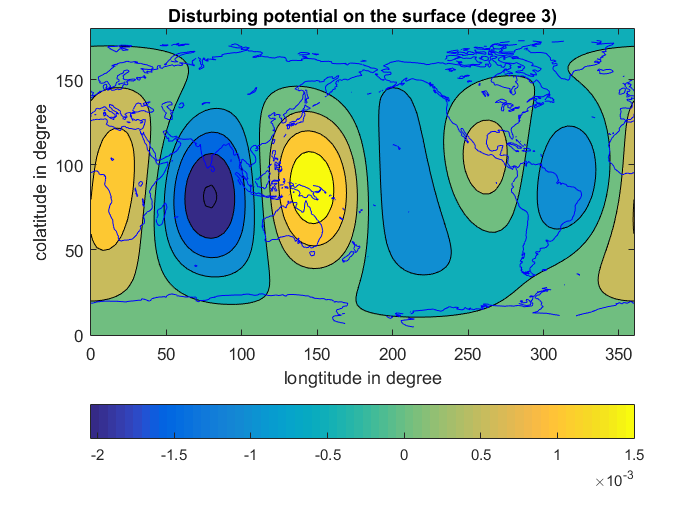 Disturbing potential on the surface (degree 3)
colatitude in degree
150
100
50
0
0 50 100 150 200 250 300 350
longtitude in degree
-2 -1.5 -1 -0.5 0 0.5 1 1.5
×10-3